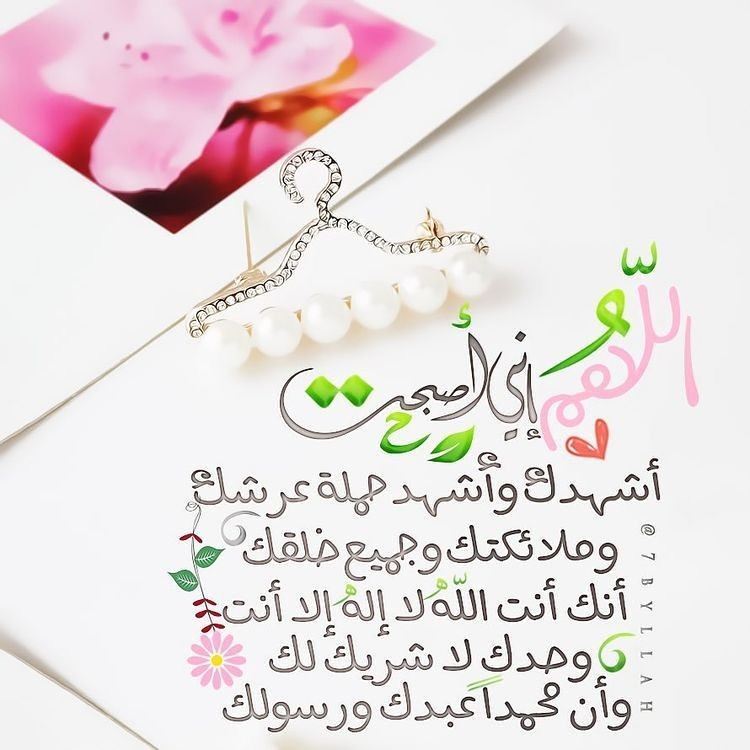 اللهم
إني أصبحت
أشهدك وأشهد حملة عرشك
وملائكتك وجميع خلقك
أنك أنت الله لا إله إلا أنت
وحدك لا شريك لك
وأن محمداً عبدك ورسولك
@7BYLLAH